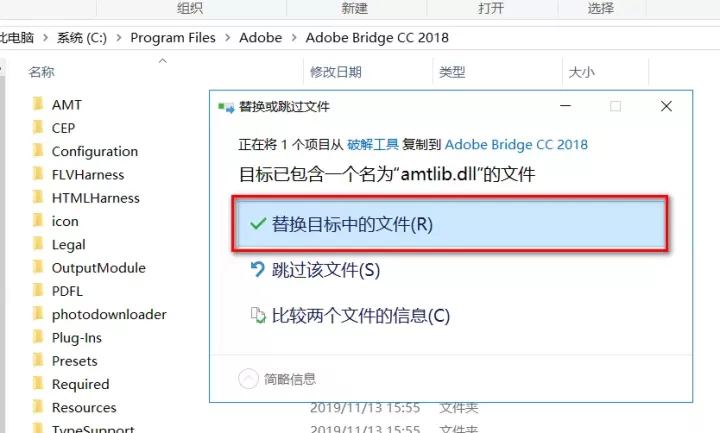 组织 新建 打开 选择
此电脑 系统 (C:) Program Files Adobe Adobe Bridge CC 2018
名称 修改日期 类型 大小
AMT
CEP
Configuration
FLVHarness
HTMLHarness
icon
Legal
OutputModule
PDFL
photodownloader
Plug-Ins
Presets
Required
Resources 2019/11/13 15:55 文件夹
TypeSupport 2019/11/13 15:55 文件夹
替换或跳过文件
正在将 1 个项目从 破解工具 复制到 Adobe Bridge CC 2018
目标已包含一个名为“amtlib.dll”的文件
替换目标中的文件(R)
跳过该文件(S)
比较两个文件的信息(C)
简略信息